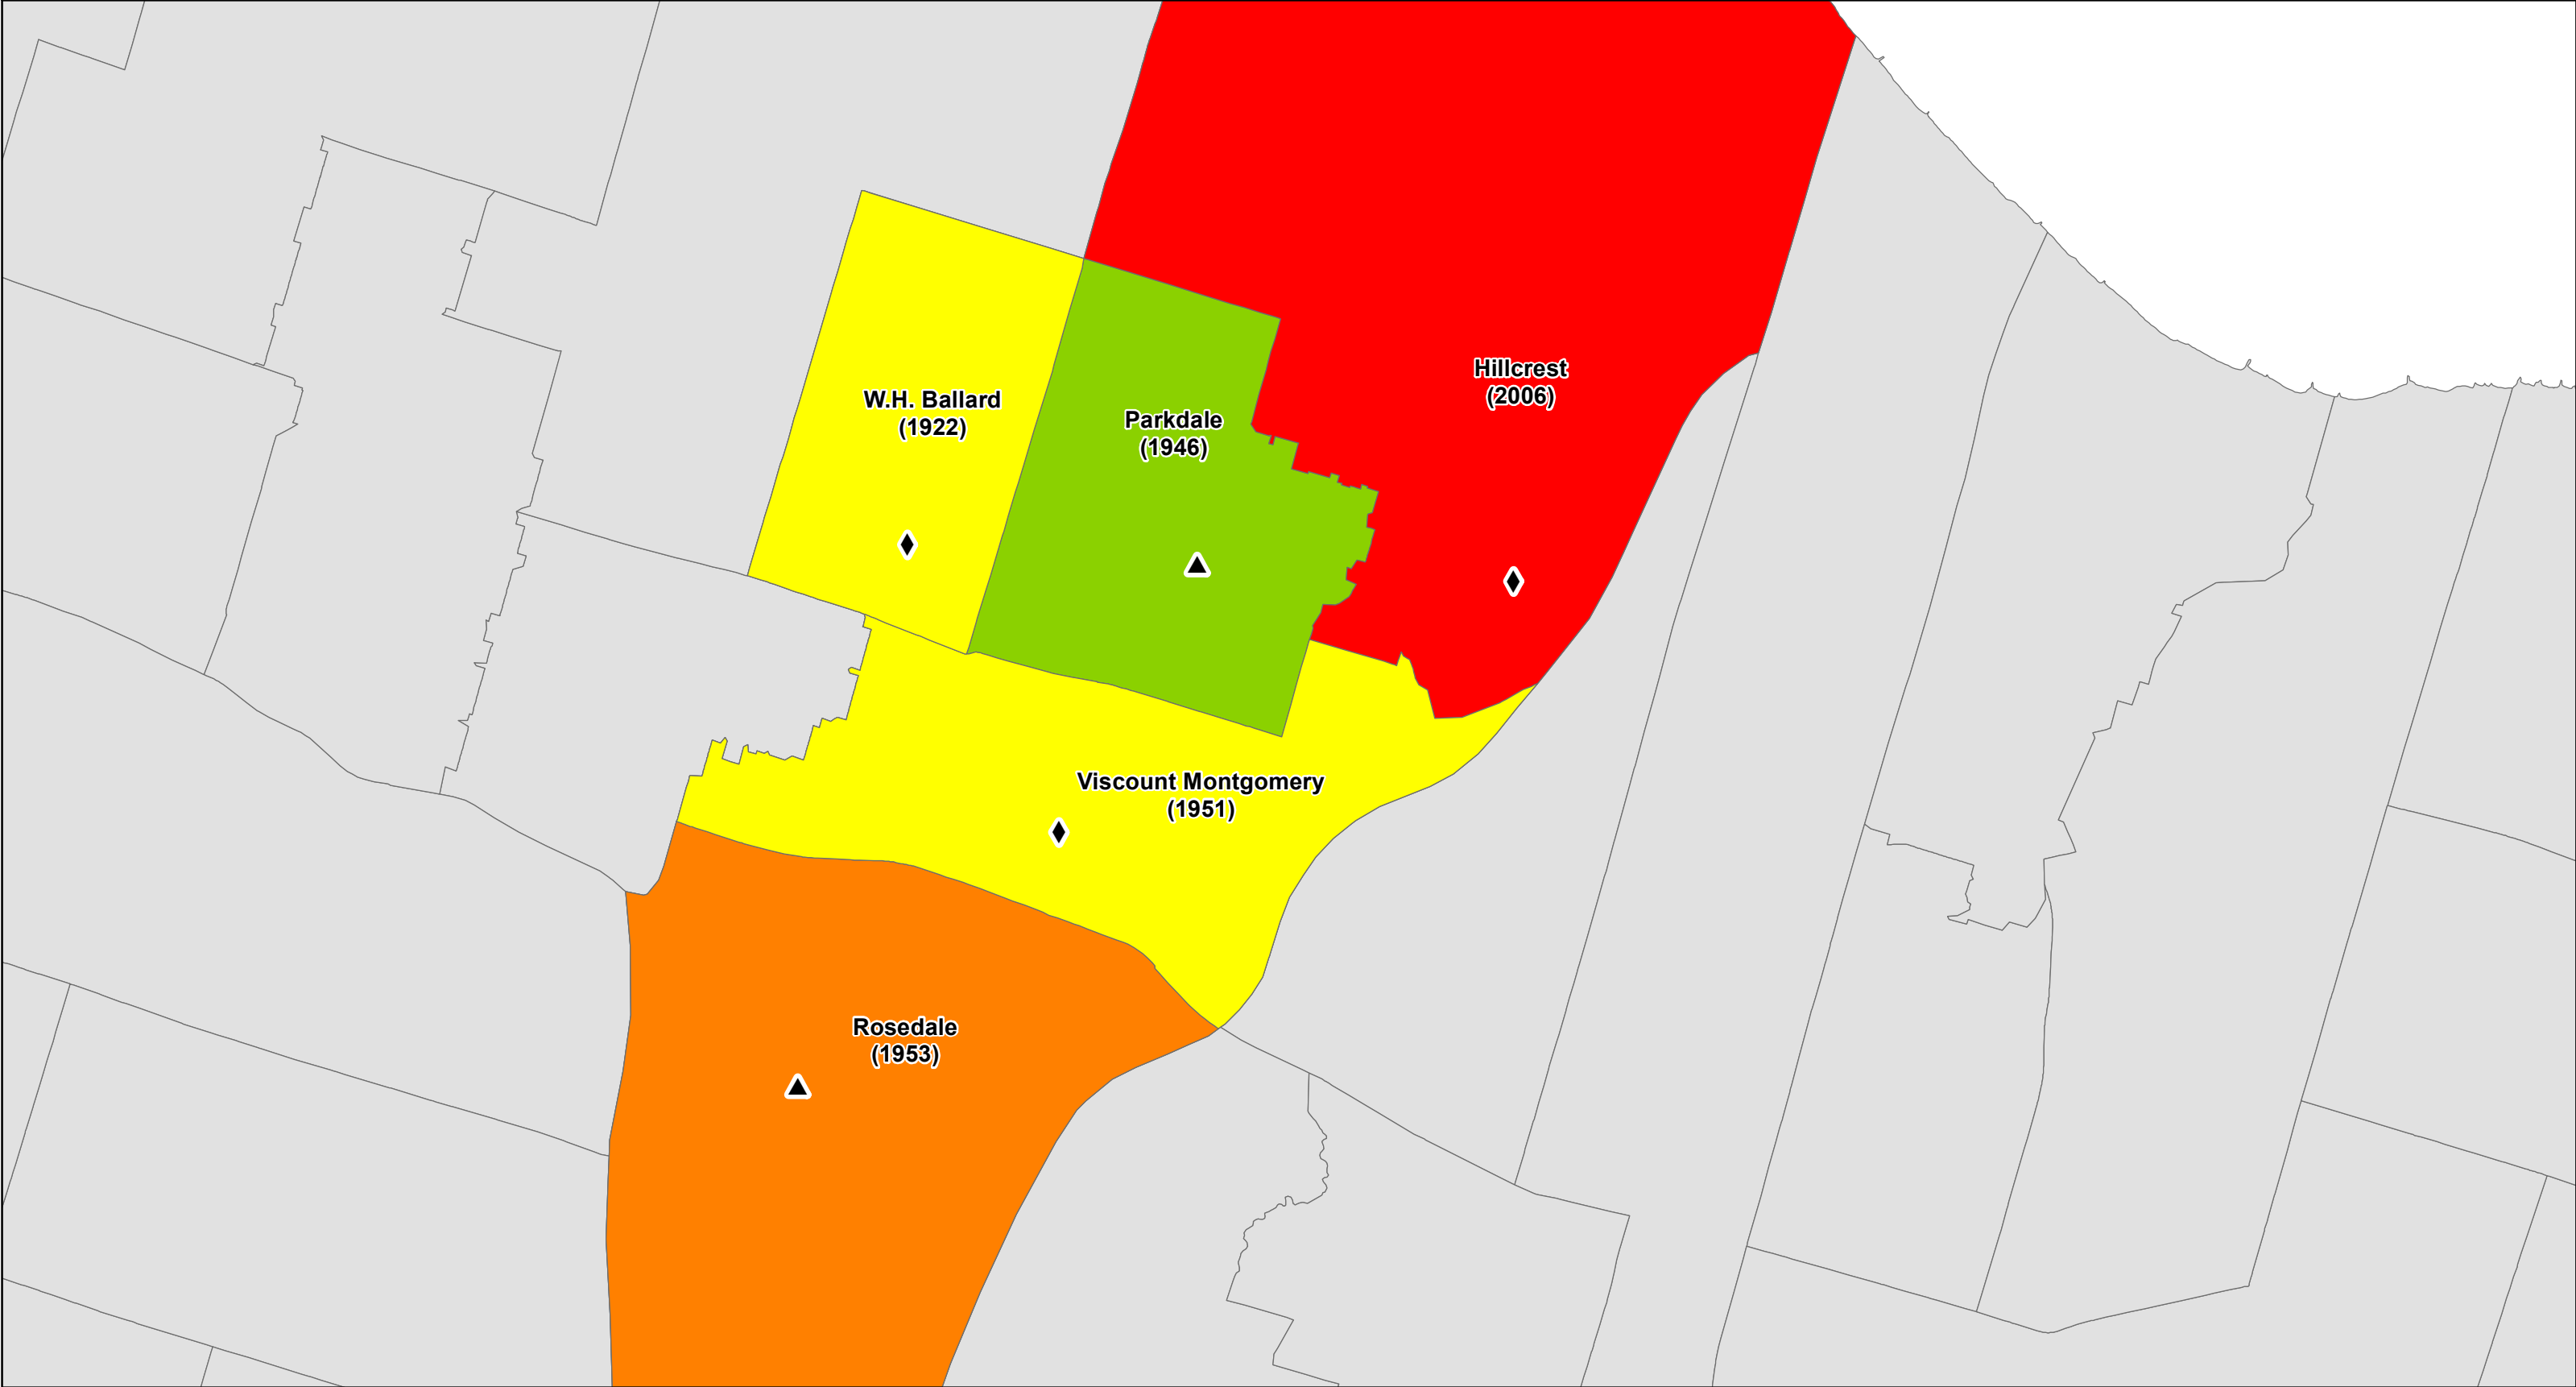 Hillcrest
(2006)
W.H. Ballard
(1922)
Parkdale
(1946)
Viscount Montgomery
(1951)
Rosedale
(1953)